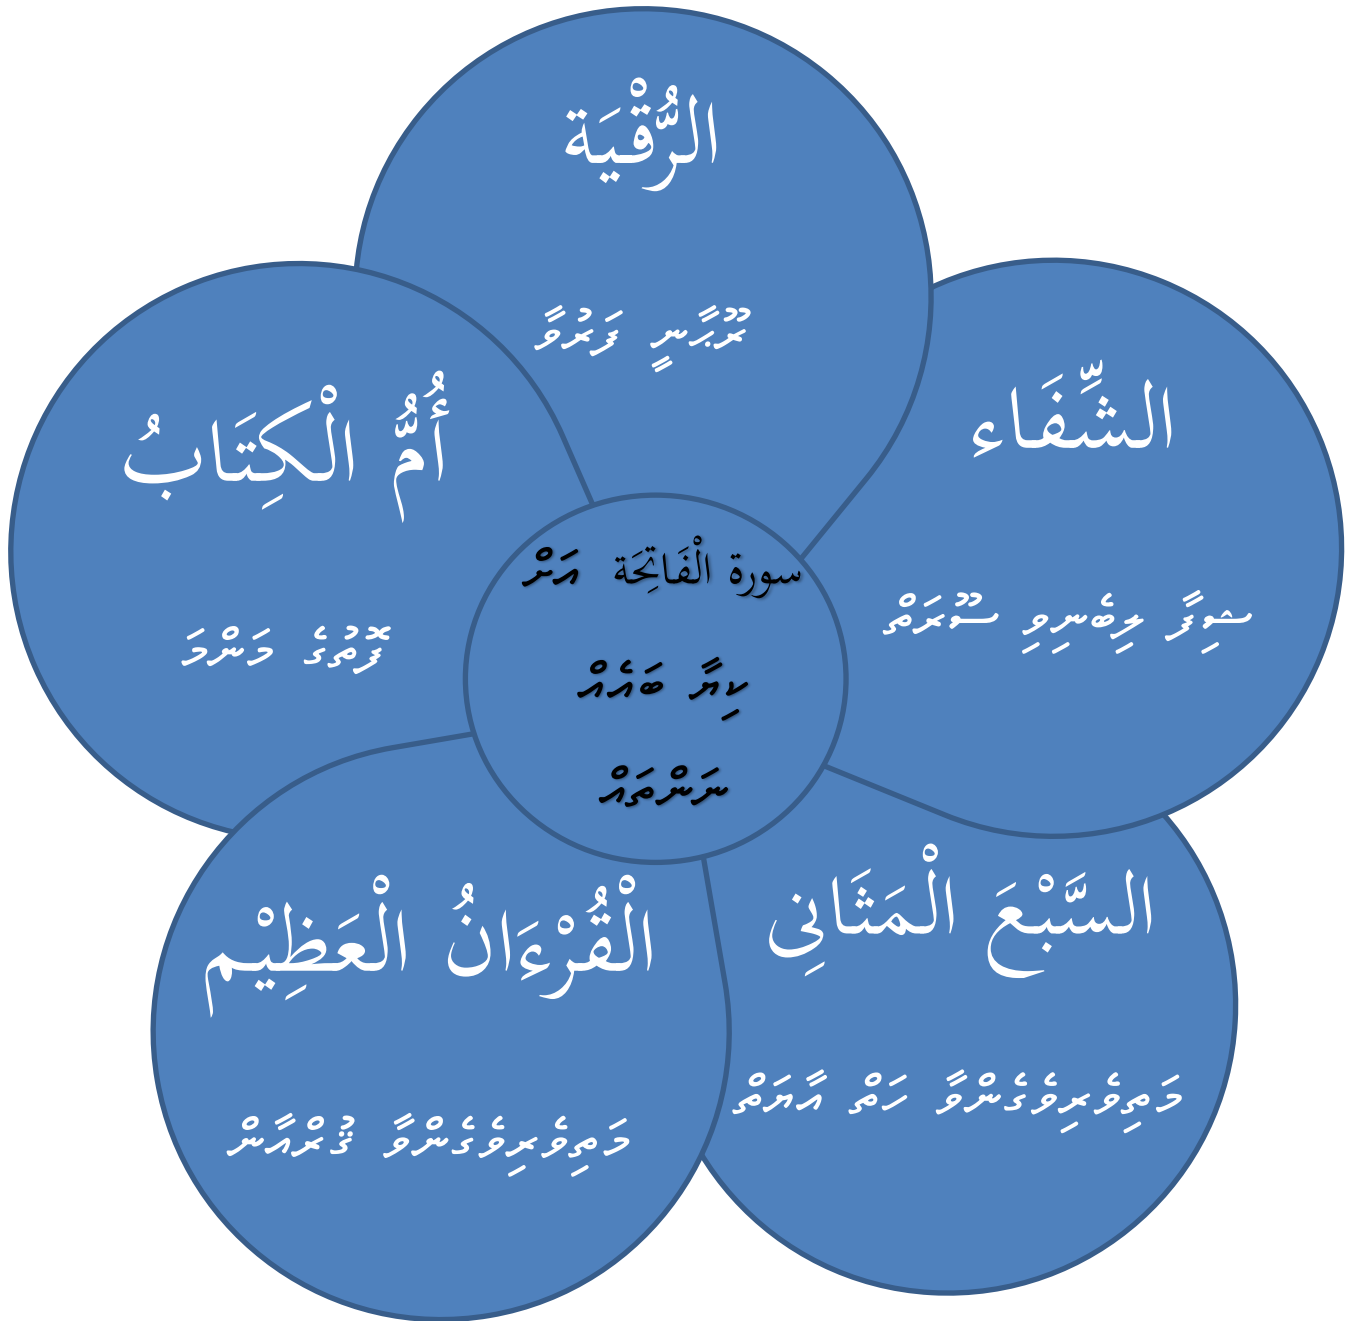 الرُّقْيَة
ރޫޙާނީ ފަރުވާ
الشِّفَاء
ޝިފާ ލިބެނިވި ސޫރަތް
أُمُّ الْكِتَابُ
ފޮތުގެ މަންމަ
سورة الْفَاتِحَة އަށް
ކިޔާ ބައެއް
ނަންތައް
السَّبْعَ الْمَثَانِى
މަތިވެރިވެގެންވާ ހަތް އާޔަތް
الْقُرْءَانُ الْعَظِيْم
މަތިވެރިވެގެންވާ ޤުރްއާން